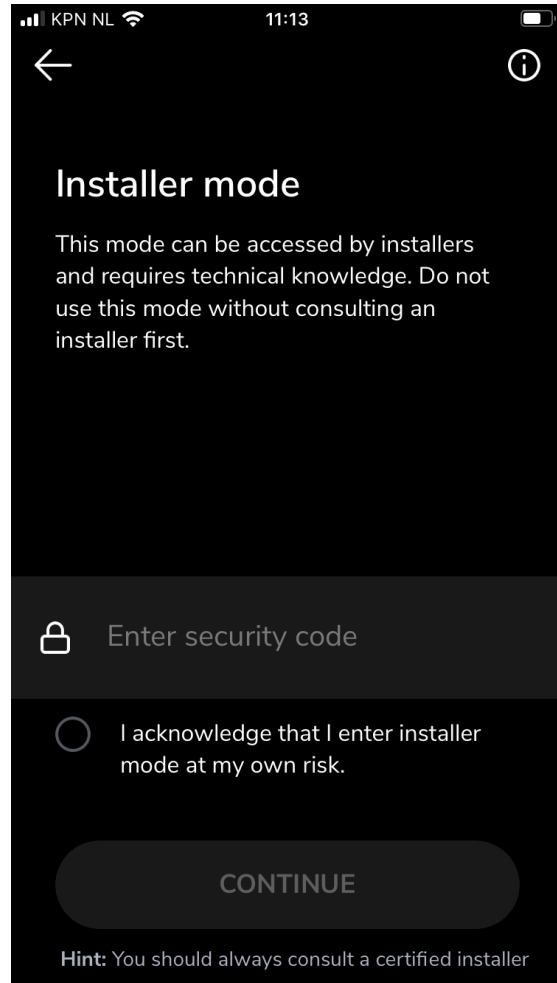 KPN NL 11:13
Installer mode
This mode can be accessed by installers
and requires technical knowledge. Do not
use this mode without consulting an
installer first.
Enter security code
I acknowledge that I enter installer
mode at my own risk.
CONTINUE
Hint: You should always consult a certified installer